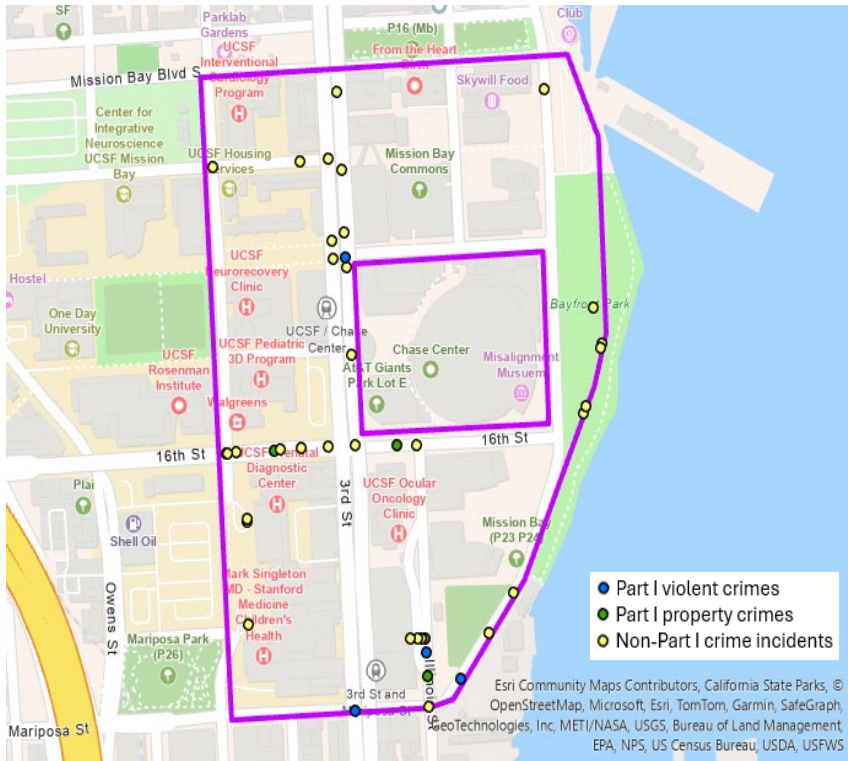 SF
Parklab
Gardens
P16 (Mb)
Club
UCSF
Interventional
Cardiology
Program
From the Heart
Mission Bay Blvd S
Skywill Food
Center for
Integrative
Neuroscience
UCSF Mission
Bay
UCSF Housing
Services
Mission Bay
Commons
Hostel
UCSF
Neurorecovery
Clinic
One Day
University
UCSF / Chase
Center
Bayfront Park
UCSF
Rosenman
Institute
UCSF Pediatric
3D Program
Chase Center
AT&T Giants
Park Lot E
Misalignment
Musuem
Walgreens
16th St
16th St
Diagnostic
Center
Plai
3rd St
UCSF Ocular
Oncology
Clinic
Shell Oil
Mission Bay
(P23 P24)
Owens St
Mark Singleton
MD - Stanford
Medicine
Children's
Health
Mariposa Park
(P26)
Illinois St
3rd St and
Mariposa St
Mariposa St
Part I violent crimes
Part I property crimes
Non-Part I crime incidents
Esri Community Maps Contributors, California State Parks, ©
OpenStreetMap, Microsoft, Esri, TomTom, Garmin, SafeGraph,
GeoTechnologies, Inc, METI/NASA, USGS, Bureau of Land Management,
EPA, NPS, US Census Bureau, USDA, USFWS